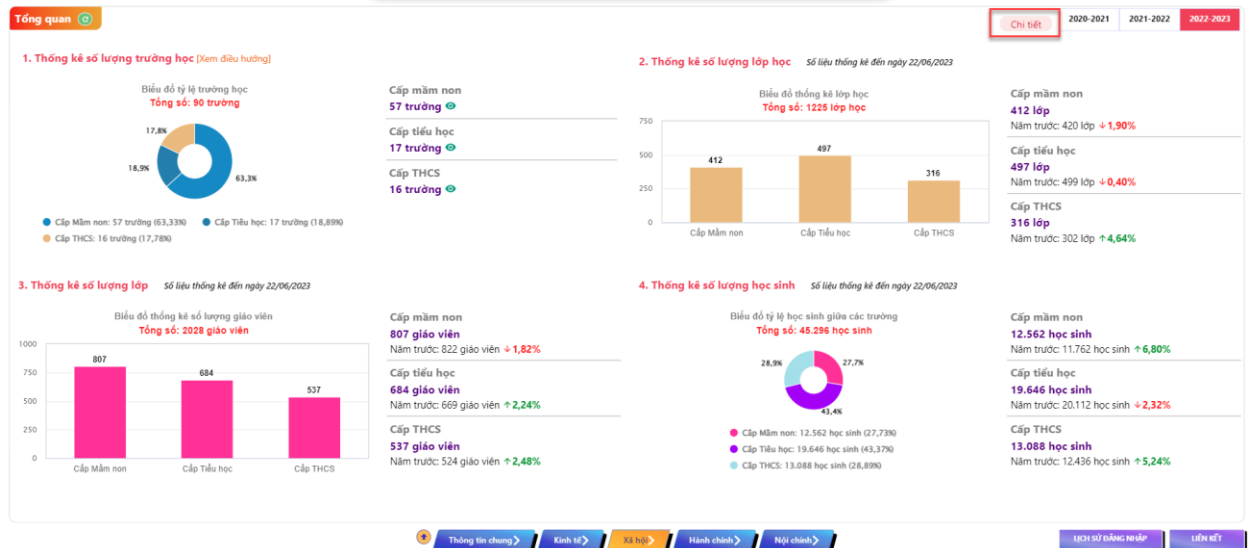 Tổng quan
Chi tiết
2020-2021
2021-2022
2022-2023
1. Thống kê số lượng trường học [Xem điều hướng]
Biểu đồ tỷ lệ trường học
Tổng số: 90 trường
17,8%
18,9%
63,3%
Cấp Mầm non: 57 trường (63,33%)
Cấp Tiểu học: 17 trường (18,89%)
Cấp THCS: 16 trường (17,78%)
Cấp mầm non
57 trường
Cấp tiểu học
17 trường
Cấp THCS
16 trường
2. Thống kê số lượng lớp học Số liệu thống kê đến ngày 22/06/2023
Biểu đồ thống kê lớp học
Tổng số: 1225 lớp học
750
500
250
0
412
497
316
Cấp Mầm non
Cấp Tiểu học
Cấp THCS
Cấp mầm non
412 lớp
Năm trước: 420 lớp ↓1,90%
Cấp tiểu học
497 lớp
Năm trước: 499 lớp ↓0,40%
Cấp THCS
316 lớp
Năm trước: 302 lớp ↑4,64%
3. Thống kê số lượng lớp Số liệu thống kê đến ngày 22/06/2023
Biểu đồ thống kê số lượng giáo viên
Tổng số: 2028 giáo viên
1000
750
500
250
0
807
684
537
Cấp Mầm non
Cấp Tiểu học
Cấp THCS
Cấp mầm non
807 giáo viên
Năm trước: 822 giáo viên ↓1,82%
Cấp tiểu học
684 giáo viên
Năm trước: 669 giáo viên ↑2,24%
Cấp THCS
537 giáo viên
Năm trước: 524 giáo viên ↑2,48%
4. Thống kê số lượng học sinh Số liệu thống kê đến ngày 22/06/2023
Biểu đồ tỷ lệ học sinh giữa các trường
Tổng số: 45.296 học sinh
28,9%
27,7%
43,4%
Cấp Mầm non: 12.562 học sinh (27,73%)
Cấp Tiểu học: 19.646 học sinh (43,37%)
Cấp THCS: 13.088 học sinh (28,89%)
Cấp mầm non
12.562 học sinh
Năm trước: 11.762 học sinh ↑6,80%
Cấp tiểu học
19.646 học sinh
Năm trước: 20.112 học sinh ↓2,32%
Cấp THCS
13.088 học sinh
Năm trước: 12.436 học sinh ↑5,24%
Thông tin chung
Kinh tế
Xã hội
Hành chính
Nội chính
LỊCH SỬ ĐĂNG NHẬP
LIÊN KẾT